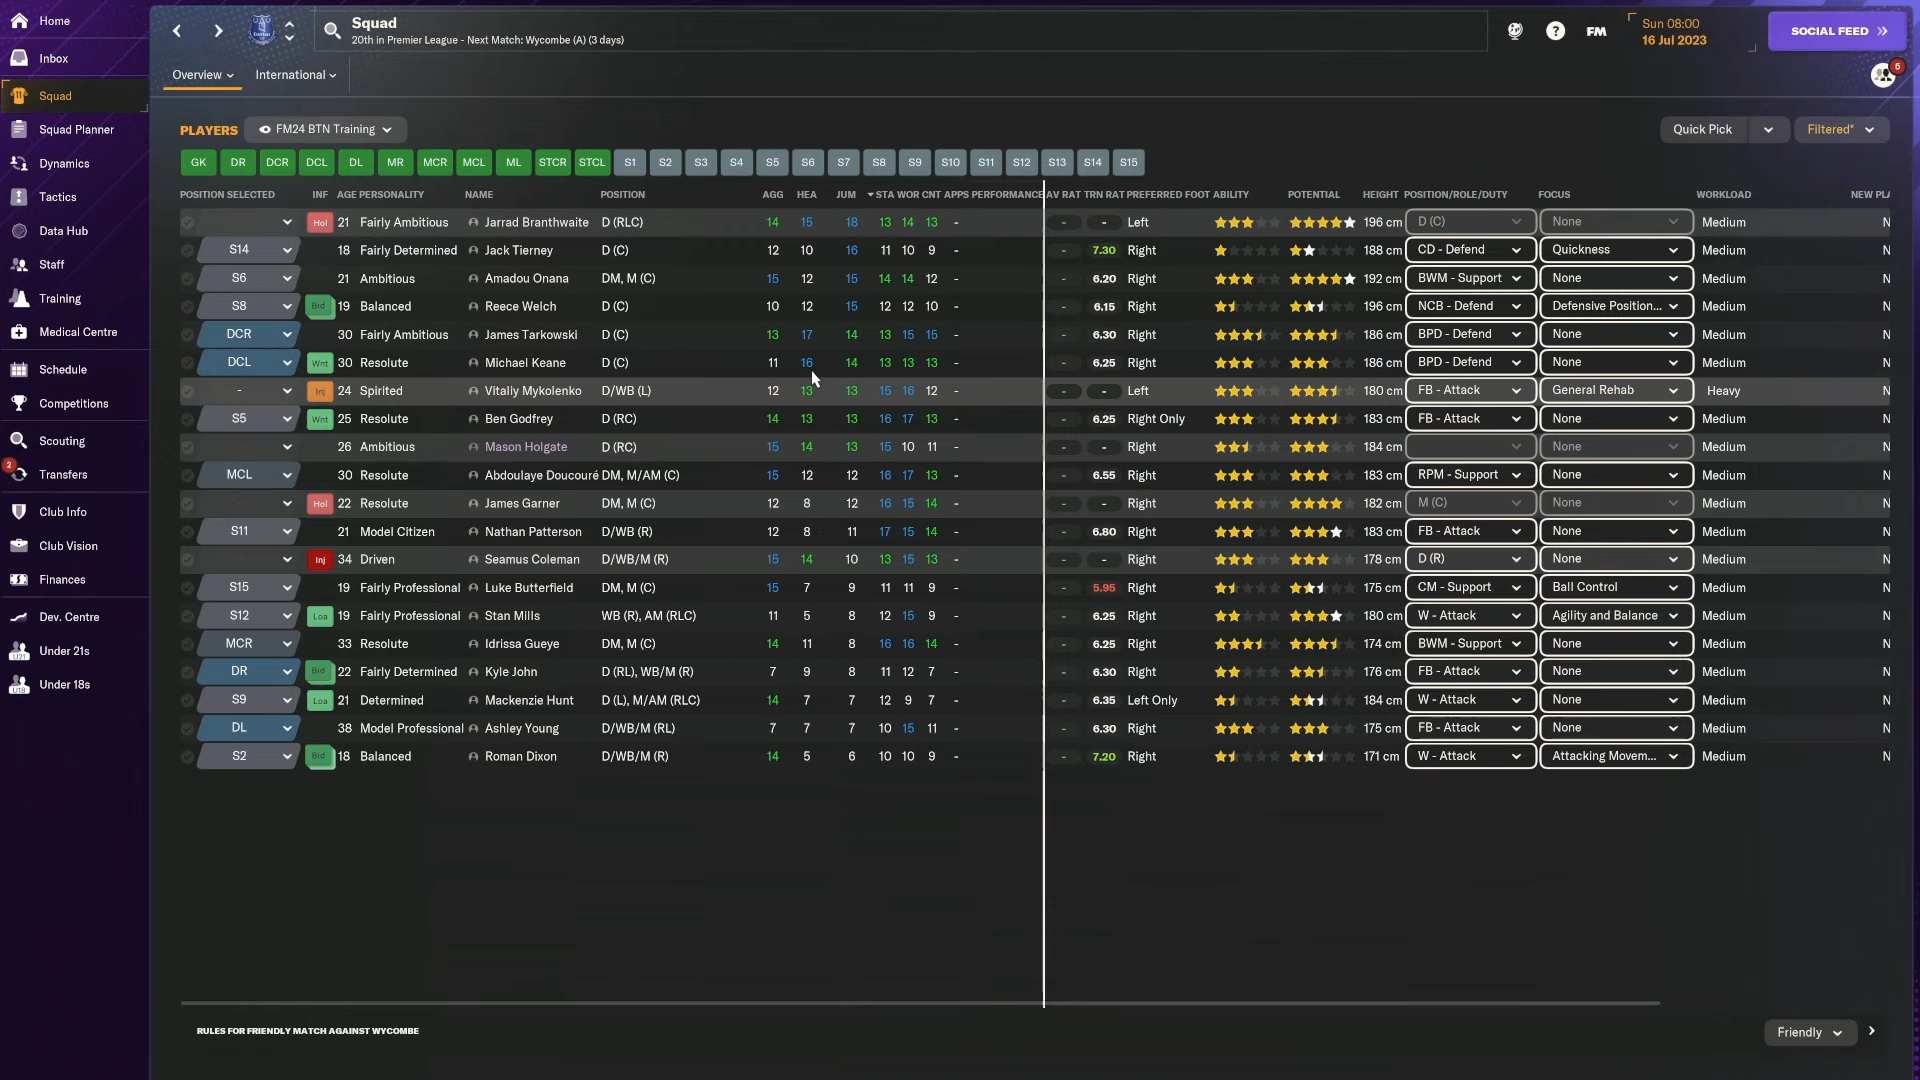 Home
Inbox
Squad
Squad Planner
Dynamics
Tactics
Data Hub
Staff
Training
Medical Centre
Schedule
Competitions
Scouting
2 Transfers
Club Info
Club Vision
Finances
Dev. Centre
U21 Under 21s
U18 Under 18s
Squad
20th in Premier League - Next Match: Wycombe (A) (3 days)
? FM
Sun 08:00
16 Jul 2023
SOCIAL FEED
Overview International
5
PLAYERS FM24 BTN Training Quick Pick Filtered*
GK DR DCR DCL DL MR MCR MCL ML STCR STCL S1 S2 S3 S4 S5 S6 S7 S8 S9 S10 S11 S12 S13 S14 S15
POSITION SELECTED INF AGE PERSONALITY NAME POSITION AGG HEA JUM STA WOR CNT APPS PERFORMANCE AV RAT TRN RAT PREFERRED FOOT ABILITY POTENTIAL HEIGHT POSITION/ROLE/DUTY FOCUS WORKLOAD NEW PLA
Hol 21 Fairly Ambitious Jarrad Branthwaite D (RLC) 14 15 18 13 14 13 - - - Left 196 cm D (C) None Medium N
S14 18 Fairly Determined Jack Tierney D (C) 12 10 16 11 10 9 - - 7.30 Right 188 cm CD - Defend Quickness Medium N
S6 21 Ambitious Amadou Onana DM, M (C) 15 12 15 14 14 12 - - 6.20 Right 192 cm BWM - Support None Medium N
S8 Bid 19 Balanced Reece Welch D (C) 10 12 15 12 12 10 - - 6.15 Right 196 cm NCB - Defend Defensive Position... Medium N
DCR 30 Fairly Ambitious James Tarkowski D (C) 13 17 14 13 15 15 - - 6.30 Right 186 cm BPD - Defend None Medium N
DCL Wnt 30 Resolute Michael Keane D (C) 11 16 14 13 13 13 - - 6.25 Right 186 cm BPD - Defend None Medium N
- Inj 24 Spirited Vitaliy Mykolenko D/WB (L) 12 13 13 15 16 12 - - - Left 180 cm FB - Attack General Rehab Heavy N
S5 Wnt 25 Resolute Ben Godfrey D (RC) 14 13 13 16 17 13 - - 6.25 Right Only 183 cm FB - Attack None Medium N
26 Ambitious Mason Holgate D (RC) 15 14 13 15 10 11 - - - Right 184 cm None Medium N
MCL 30 Resolute Abdoulaye Doucouré DM, M/AM (C) 15 12 12 16 17 13 - - 6.55 Right 183 cm RPM - Support None Medium N
Hol 22 Resolute James Garner DM, M (C) 12 8 12 16 15 14 - - - Right 182 cm M (C) None Medium N
S11 21 Model Citizen Nathan Patterson D/WB (R) 12 8 11 17 15 14 - - 6.80 Right 183 cm FB - Attack None Medium N
Inj 34 Driven Seamus Coleman D/WB/M (R) 15 14 10 13 15 13 - - - Right 178 cm D (R) None Medium N
S15 19 Fairly Professional Luke Butterfield DM, M (C) 15 7 9 11 11 9 - - 5.95 Right 175 cm CM - Support Ball Control Medium N
S12 Loa 19 Fairly Professional Stan Mills WB (R), AM (RLC) 11 5 8 12 15 9 - - 6.25 Right 180 cm W - Attack Agility and Balance Medium N
MCR 33 Resolute Idrissa Gueye DM, M (C) 14 11 8 16 16 14 - - 6.25 Right 174 cm BWM - Support None Medium N
DR Bid 22 Fairly Determined Kyle John D (RL), WB/M (R) 7 9 8 11 12 7 - - 6.30 Right 176 cm FB - Attack None Medium N
S9 Loa 21 Determined Mackenzie Hunt D (L), M/AM (RLC) 14 7 7 12 9 7 - - 6.35 Left Only 184 cm W - Attack None Medium N
DL 38 Model Professional Ashley Young D/WB/M (RL) 7 7 7 10 15 11 - - 6.30 Right 175 cm FB - Attack None Medium N
S2 Bid 18 Balanced Roman Dixon D/WB/M (R) 14 5 6 10 10 9 - - 7.20 Right 171 cm W - Attack Attacking Movem... Medium N
RULES FOR FRIENDLY MATCH AGAINST WYCOMBE
Friendly